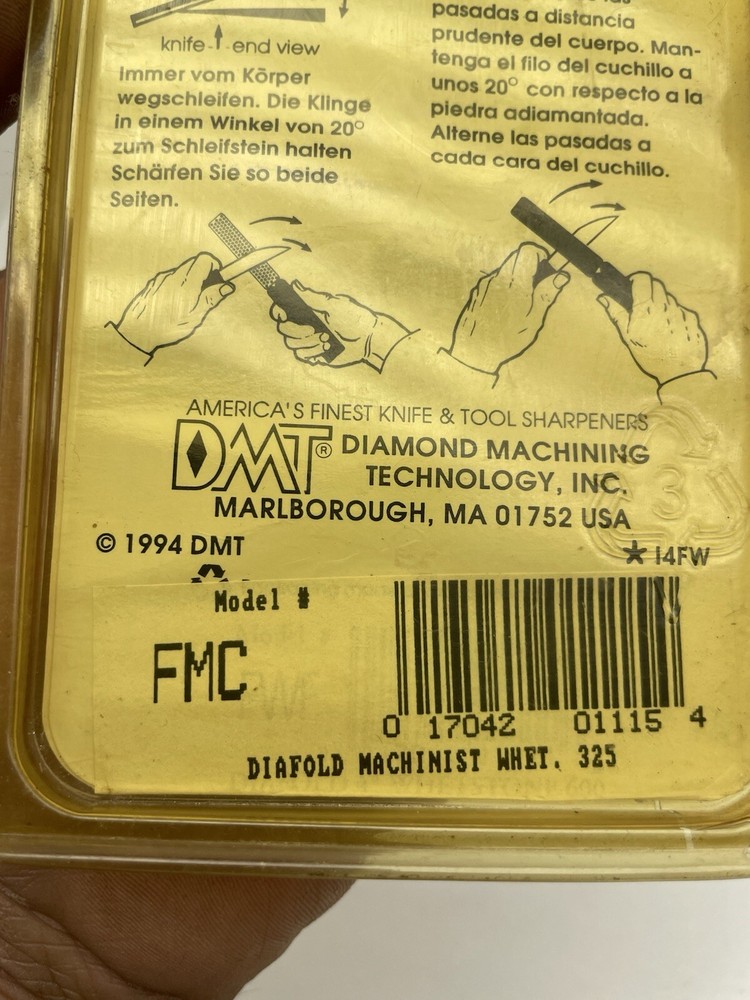 knife end view
Immer vom Körper
wegschleifen. Die Klinge
in einem Winkel von 20°
zum Schleifstein halten
Schärfen Sie so beide
Seiten.
pasadas a distancia
prudente del cuerpo. Man-
tenga el filo del cuchillo a
unos 20° con respecto a la
piedra adiamantada.
Alterne las pasadas a
cada cara del cuchillo.
AMERICA'S FINEST KNIFE & TOOL SHARPENERS
DMT® DIAMOND MACHINING
TECHNOLOGY, INC.
MARLBOROUGH, MA 01752 USA
3
© 1994 DMT
★ I4FW
Model #
FMC
0 17042 01115 4
DIAFOLD MACHINIST WHET. 325